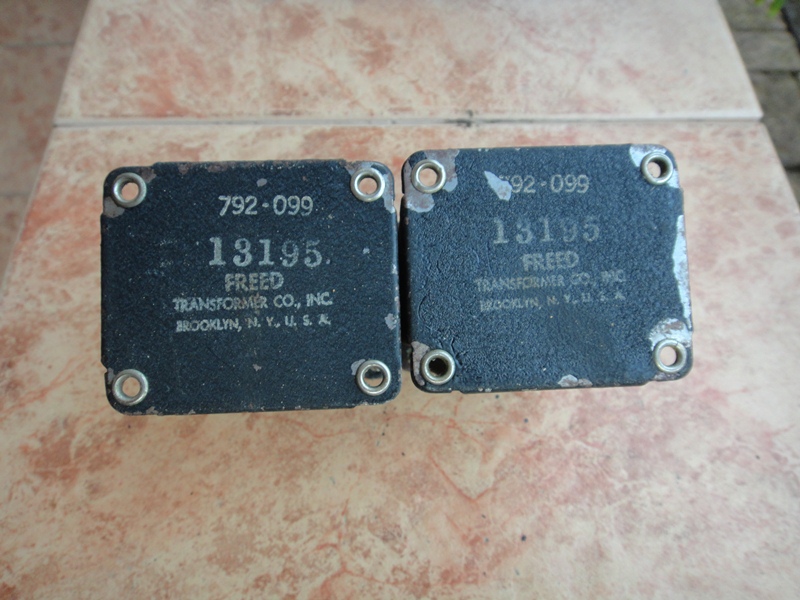 792-099
13195
FREED
TRANSFORMER CO., INC.
BROOKLYN, N. Y., U. S. A.
792-099
13195
FREED
TRANSFORMER CO., INC.
BROOKLYN, N. Y., U. S. A.